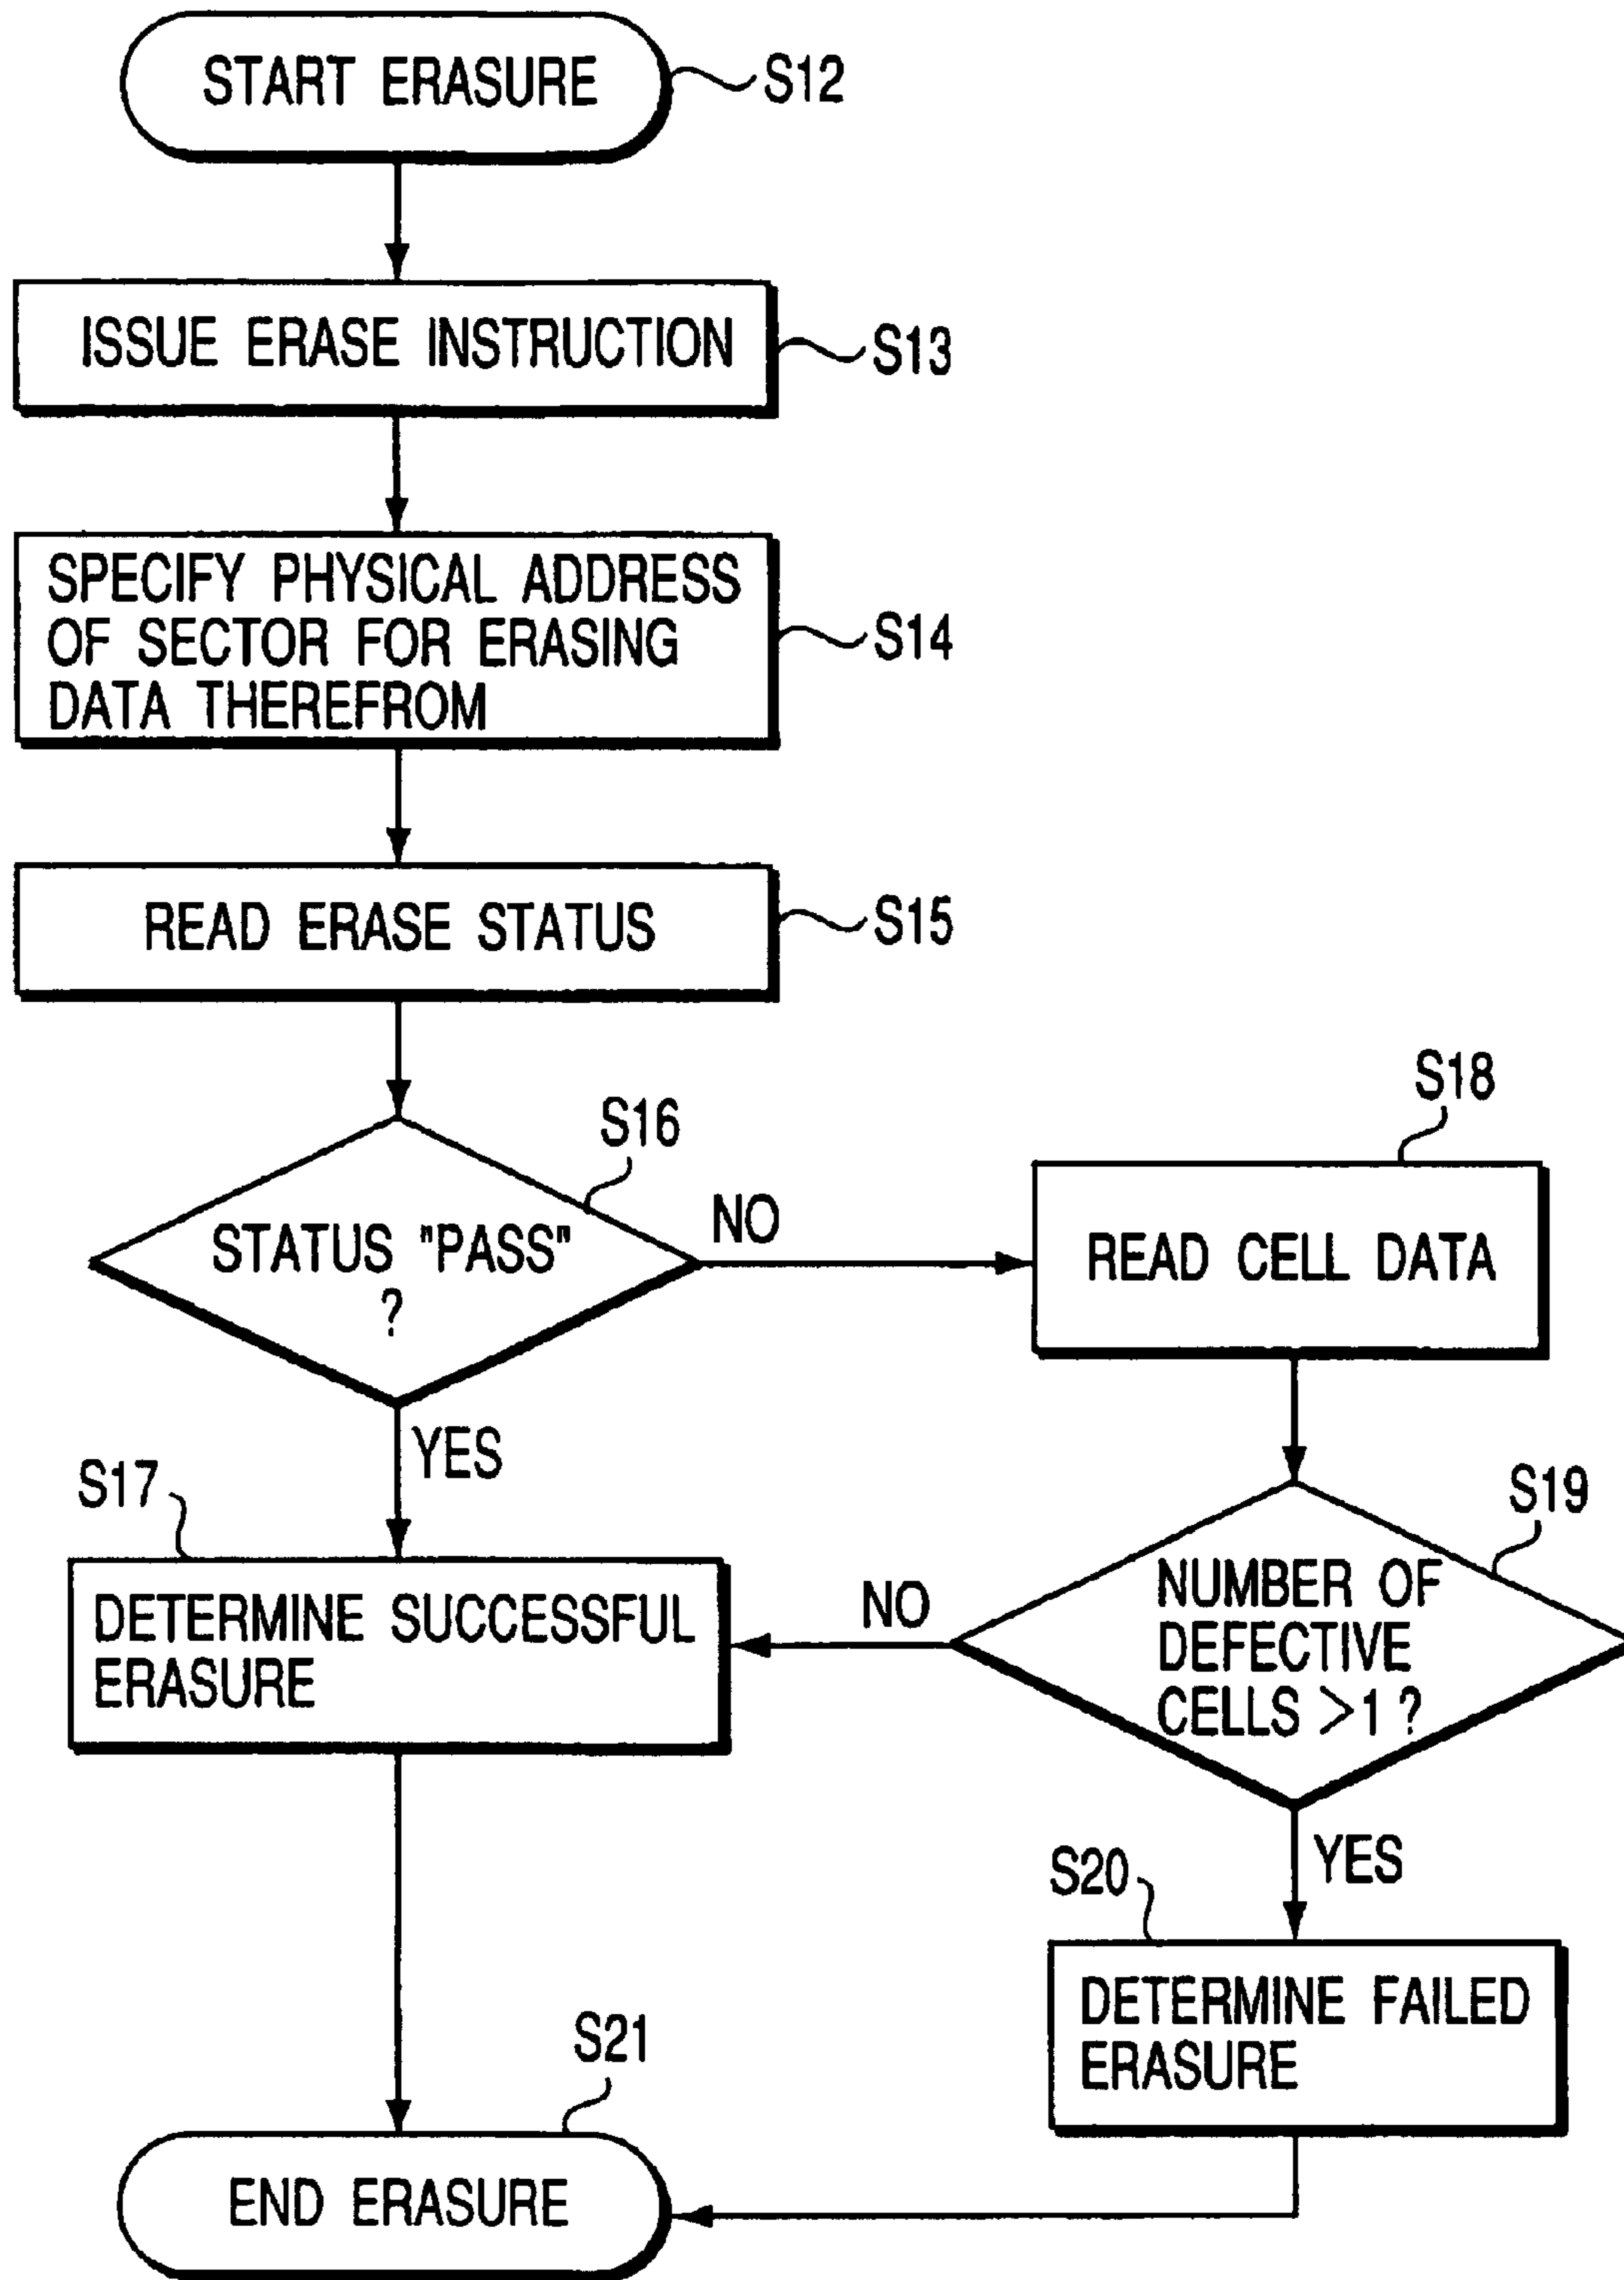 START ERASURE
S12
ISSUE ERASE INSTRUCTION
S13
SPECIFY PHYSICAL ADDRESS
OF SECTOR FOR ERASING
DATA THEREFROM
S14
READ ERASE STATUS
S15
S16
STATUS "PASS"
?
NO
YES
S18
READ CELL DATA
S17
DETERMINE SUCCESSFUL
ERASURE
NO
S19
NUMBER OF
DEFECTIVE
CELLS >1 ?
YES
S20
DETERMINE FAILED
ERASURE
S21
END ERASURE